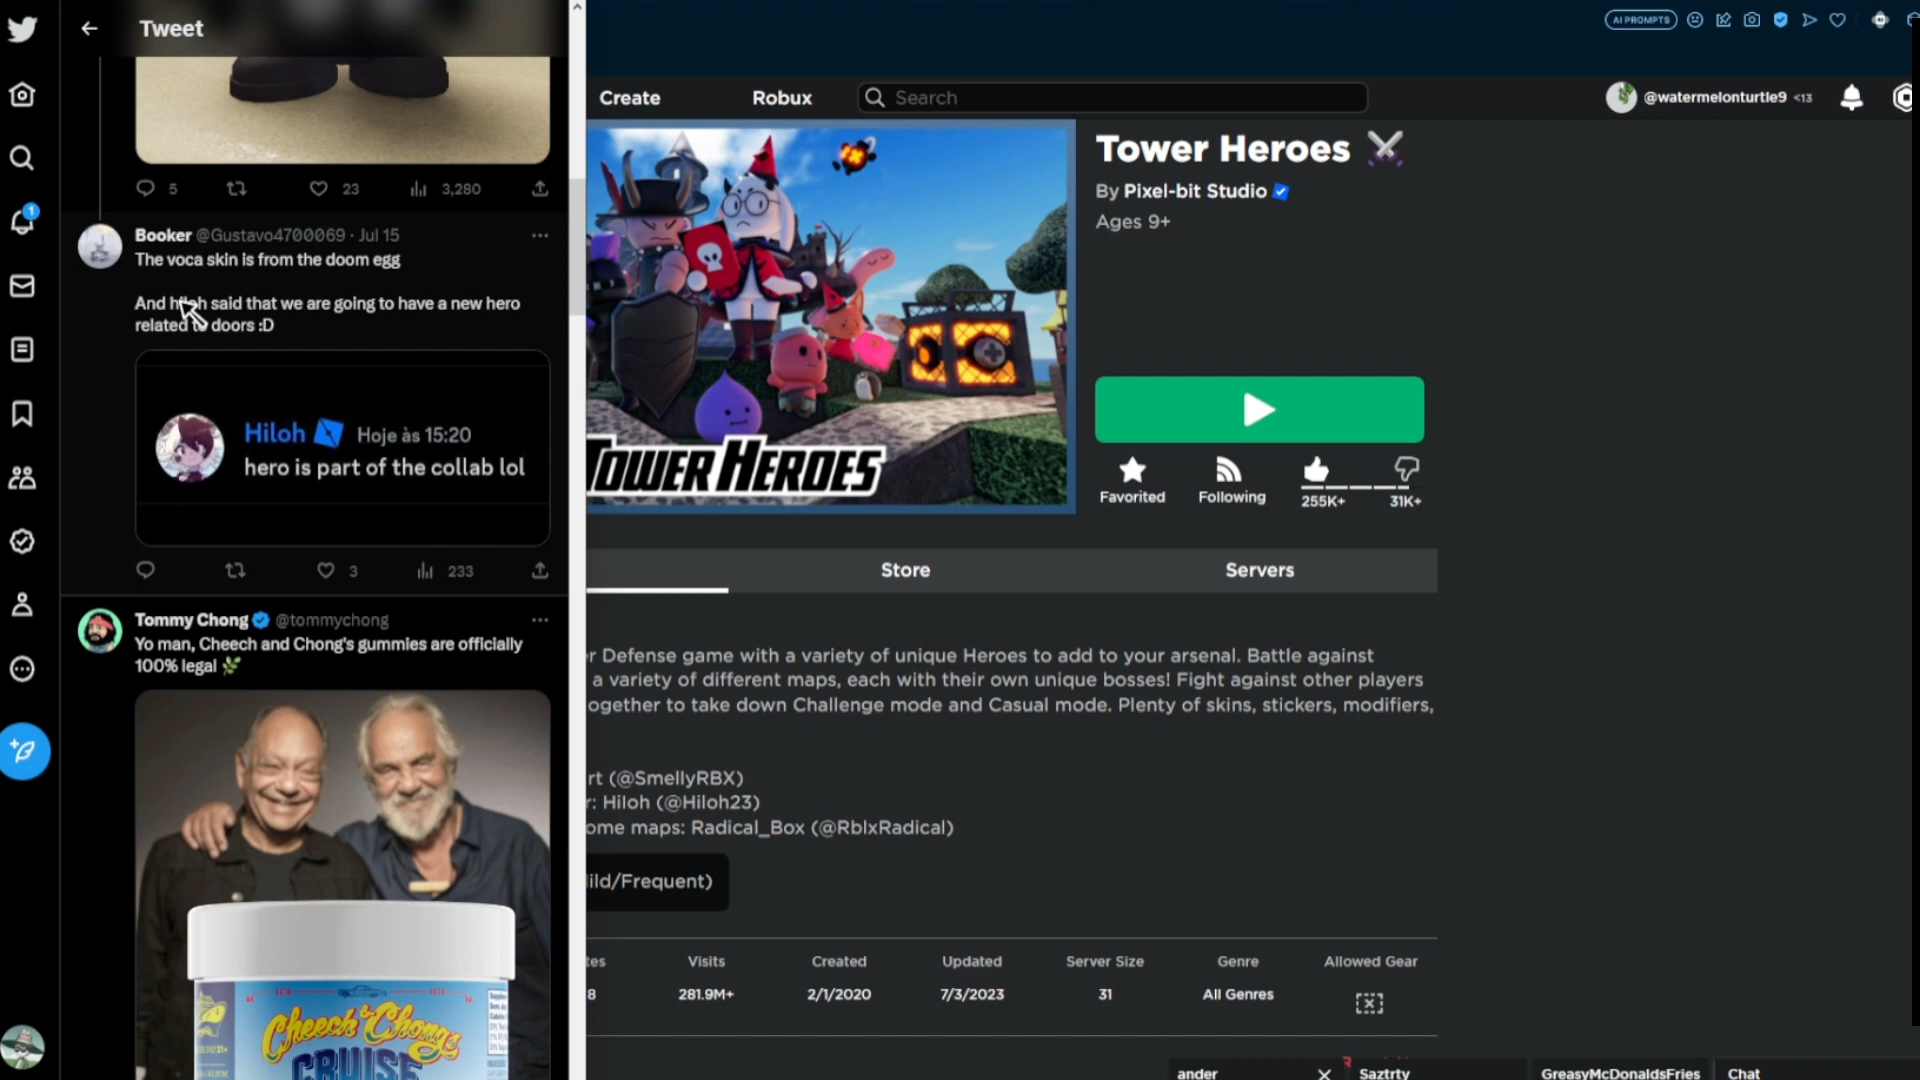 Tweet
5
23
3,280
Booker @Gustavo4700069 · Jul 15
The voca skin is from the doom egg
And hiloh said that we are going to have a new hero
related to doors :D
Hiloh Hoje às 15:20
hero is part of the collab lol
3
233
Tommy Chong @tommychong
Yo man, Cheech and Chong's gummies are officially
100% legal
Cheech & Chong's
CRUISE
AI PROMPTS
Create
Robux
Search
@watermelonturtle9 <13
TOWER HEROES
Tower Heroes
By Pixel-bit Studio
Ages 9+
Favorited
Following
255K+
31K+
Store
Servers
r Defense game with a variety of unique Heroes to add to your arsenal. Battle against
a variety of different maps, each with their own unique bosses! Fight against other players
ogether to take down Challenge mode and Casual mode. Plenty of skins, stickers, modifiers,
rt (@SmellyRBX)
r: Hiloh (@Hiloh23)
ome maps: Radical_Box (@RblxRadical)
ild/Frequent)
tes
Visits
Created
Updated
Server Size
Genre
Allowed Gear
8
281.9M+
2/1/2020
7/3/2023
31
All Genres
ander
Saztrty
GreasyMcDonaldsFries
Chat